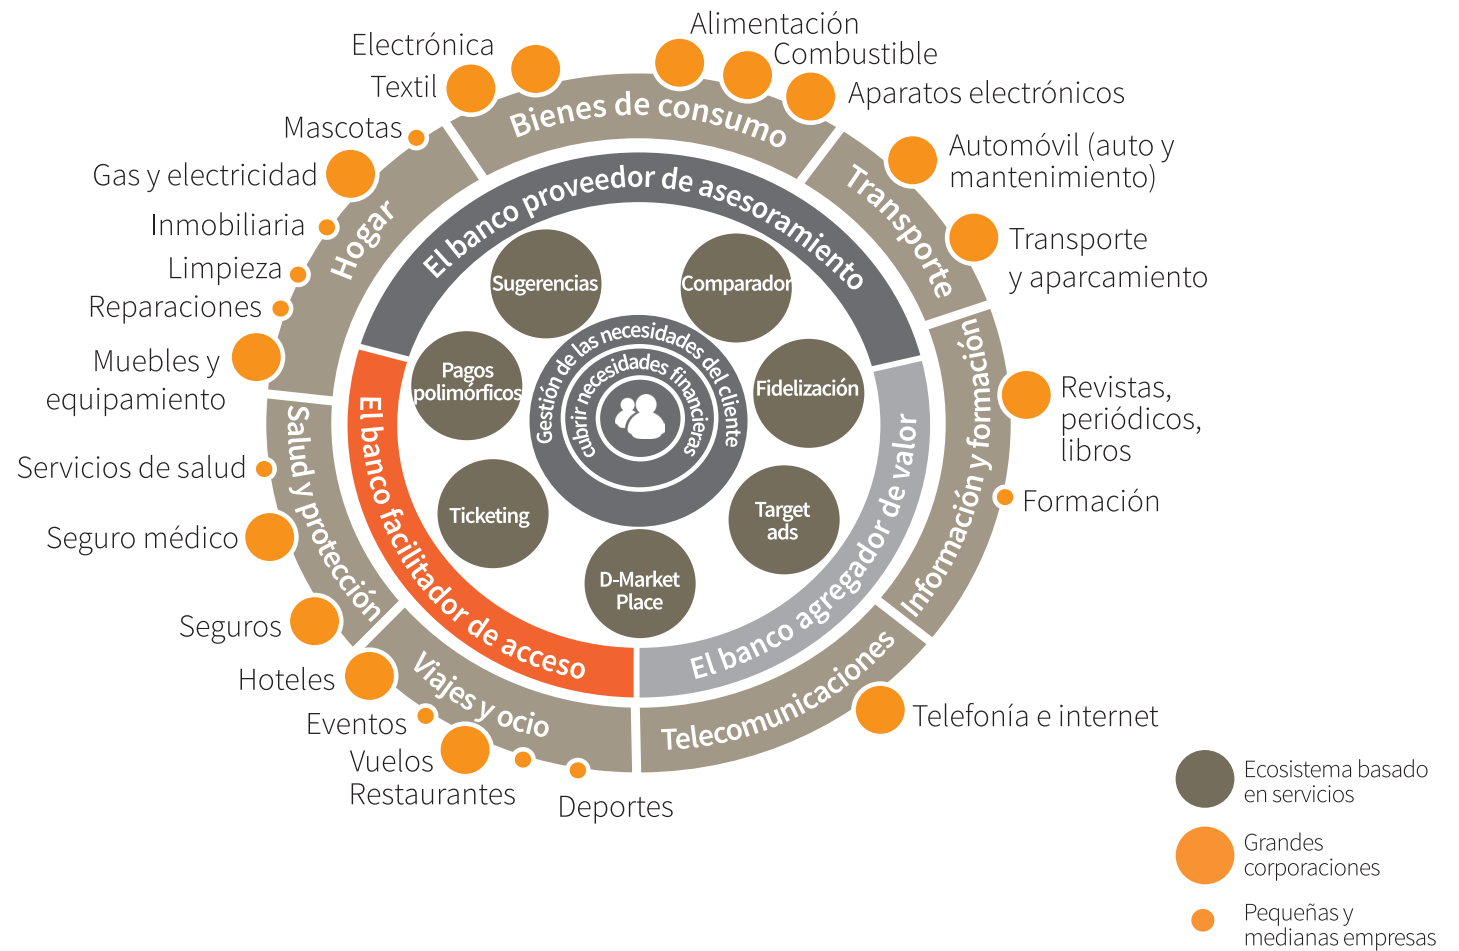 Alimentación
Electrónica
Combustible
Textil
Aparatos electrónicos
Mascotas
Gas y electricidad
Inmobiliaria
Limpieza
Reparaciones
Muebles y
equipamiento
Servicios de salud
Seguro médico
Seguros
Hoteles
Eventos
Vuelos
Restaurantes
Deportes
Automóvil (auto y
mantenimiento)
Transporte
y aparcamiento
Revistas,
periódicos,
libros
Formación
Telefonía e internet
Bienes de consumo
Transporte
Información y formación
Telecomunicaciones
Viajes y ocio
Salud y protección
Hogar
El banco proveedor de asesoramiento
El banco agregador de valor
El banco facilitador de acceso
Sugerencias
Comparador
Pagos
polimórficos
Fidelización
Ticketing
Target
ads
D-Market
Place
Gestión de las necesidades del cliente
cubrir necesidades financieras
Ecosistema basado
en servicios
Grandes
corporaciones
Pequeñas y
medianas empresas